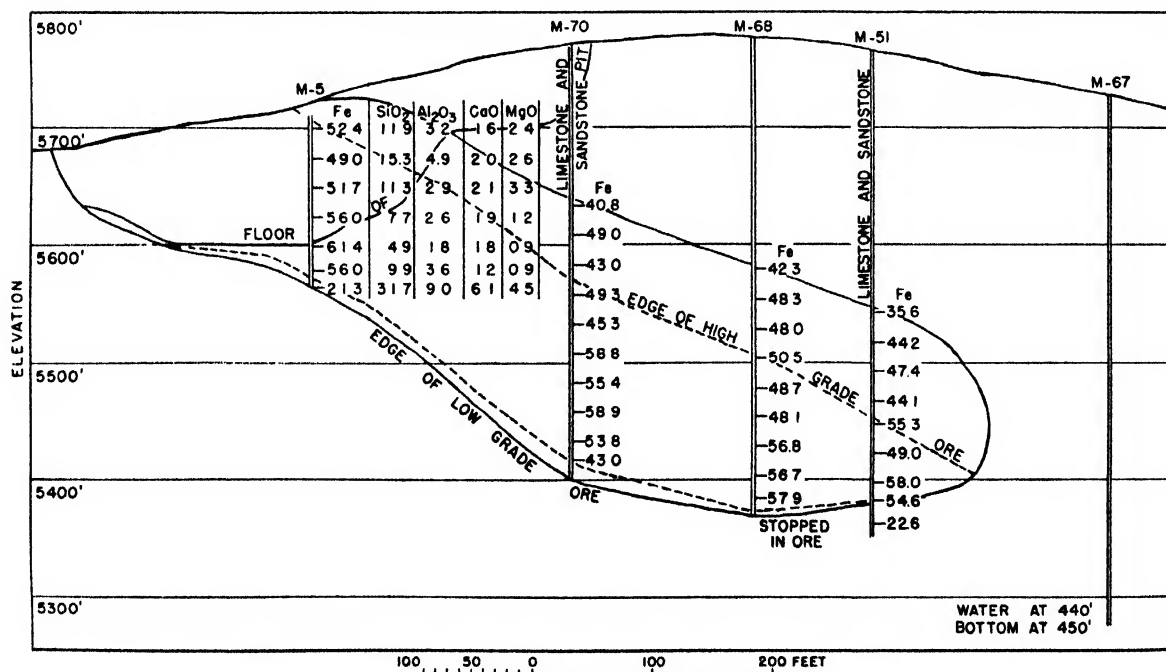 5800'
M-70
M-68
M-51
M-67
M-5
LIMESTONE AND
SANDSTONE
PIT
LIMESTONE AND SANDSTONE
Fe SiO2 Al2O3 CaO MgO
52.4 11.9 3.2 1.6 2.4
5700'
49.0 15.3 4.9 2.0 2.6
51.7 11.3 2.9 2.1 3.3
56.0 7.7 2.6 1.9 1.2
61.4 4.9 1.8 1.8 0.9
56.0 9.9 3.6 1.2 0.9
21.3 31.7 9.0 6.1 4.5
FLOOR
OF
5600'
Fe
40.8
49.0
43.0
49.3
45.3
58.8
55.4
58.9
53.8
43.0
42.3
48.3
48.0
50.5
48.7
48.1
56.8
56.7
57.9
Fe
35.6
44.2
47.4
44.1
55.3
49.0
58.0
54.6
22.6
EDGE OF HIGH GRADE ORE
ELEVATION
5500'
EDGE OF LOW GRADE ORE
5400'
STOPPED
IN ORE
5300'
WATER AT 440'
BOTTOM AT 450'
100 50 0 100 200 FEET